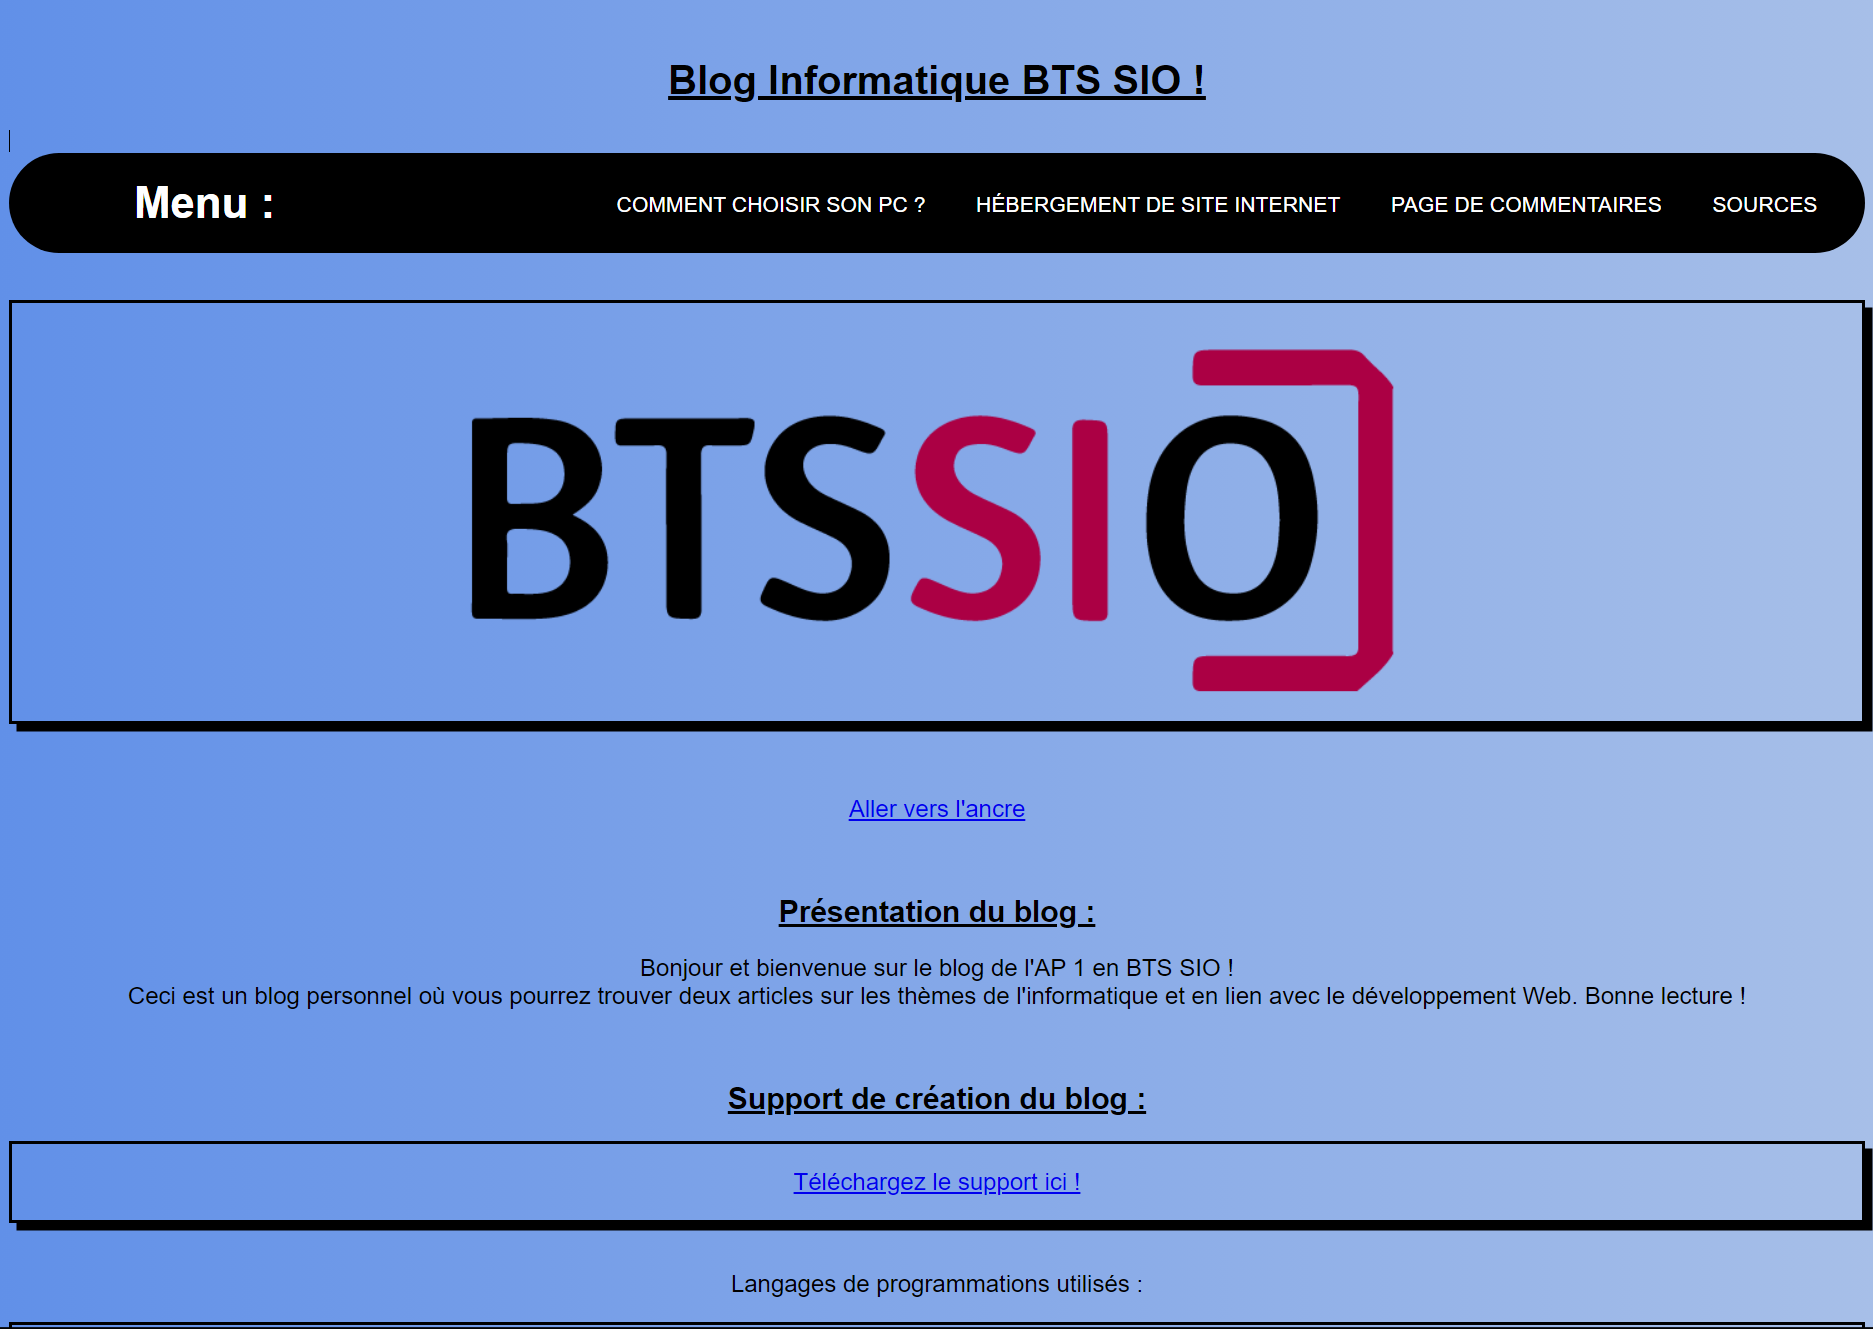 Blog Informatique BTS SIO !
Menu :
COMMENT CHOISIR SON PC ?
HÉBERGEMENT DE SITE INTERNET
PAGE DE COMMENTAIRES
SOURCES
BTSSIO
Aller vers l'ancre
Présentation du blog :
Bonjour et bienvenue sur le blog de l'AP 1 en BTS SIO !
Ceci est un blog personnel où vous pourrez trouver deux articles sur les thèmes de l'informatique et en lien avec le développement Web. Bonne lecture !
Support de création du blog :
Téléchargez le support ici !
Langages de programmations utilisés :